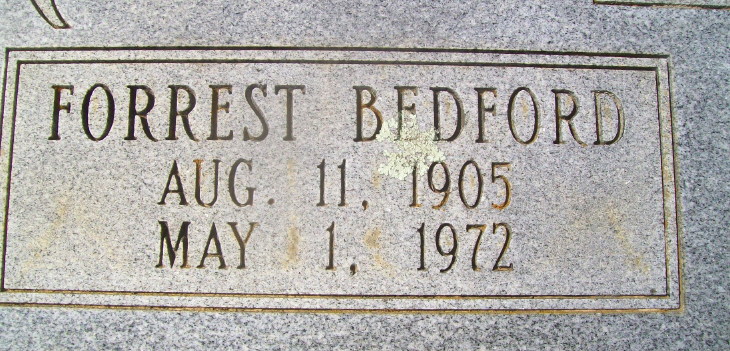 FORREST BEDFORD
AUG. 11, 1905
MAY 1, 1972